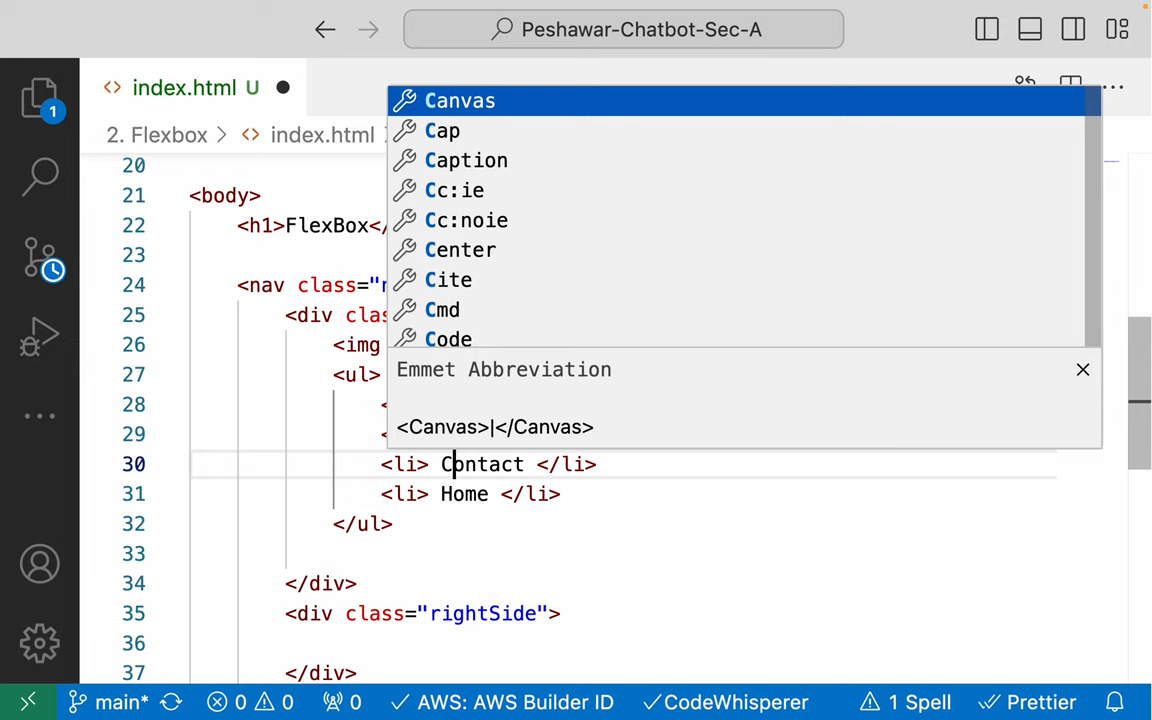 Peshawar-Chatbot-Sec-A
1
index.html U
2. Flexbox > index.html
Canvas
Cap
Caption
Cc:ie
Cc:noie
Center
Cite
Cmd
Code
Emmet Abbreviation
<Canvas>|</Canvas>
20
21 <body>
22 <h1>FlexBox</
23
24 <nav class="
25 <div clas
26 <img
27 <ul>
28 <
29 <
30 <li> Contact </li>
31 <li> Home </li>
32 </ul>
33
34 </div>
35 <div class="rightSide">
36
37 </div>
main* 0 0 0 AWS: AWS Builder ID CodeWhisperer 1 Spell Prettier